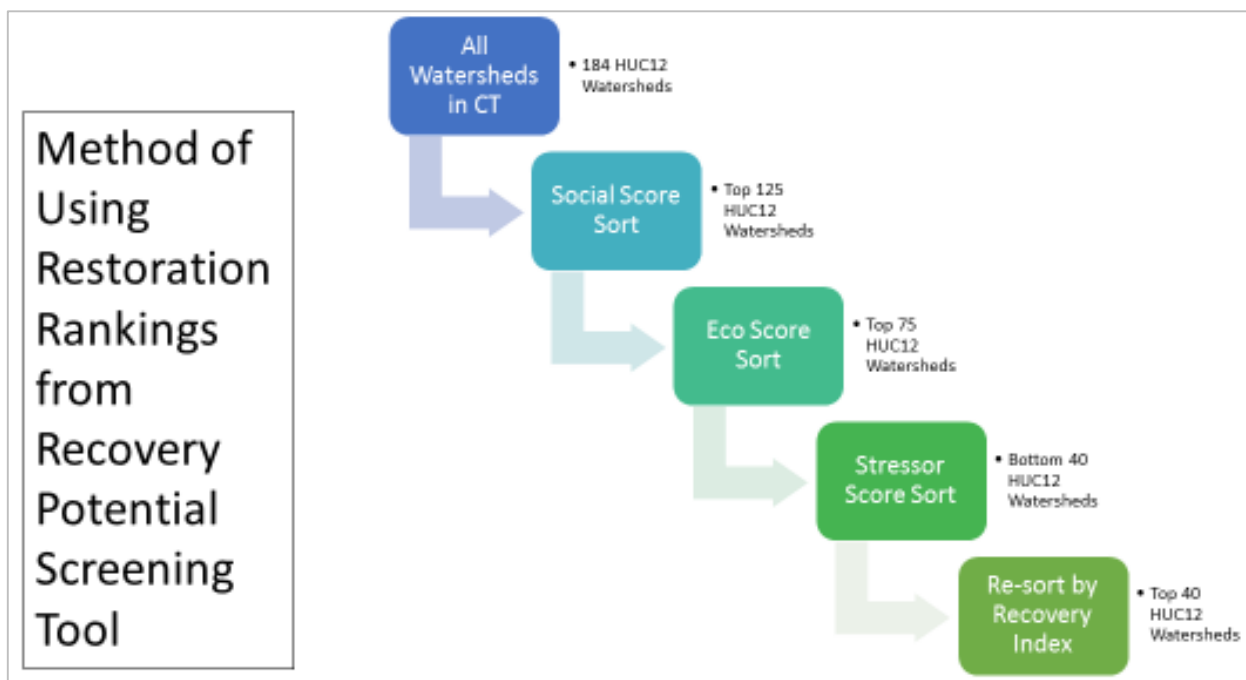 Method of
Using
Restoration
Rankings
from
Recovery
Potential
Screening
Tool
All
Watersheds
in CT
• 184 HUC12
Watersheds
Social Score
Sort
• Top 125
HUC12
Watersheds
Eco Score
Sort
• Top 75
HUC12
Watersheds
Stressor
Score Sort
• Bottom 40
HUC12
Watersheds
Re-sort by
Recovery
Index
• Top 40
HUC12
Watersheds